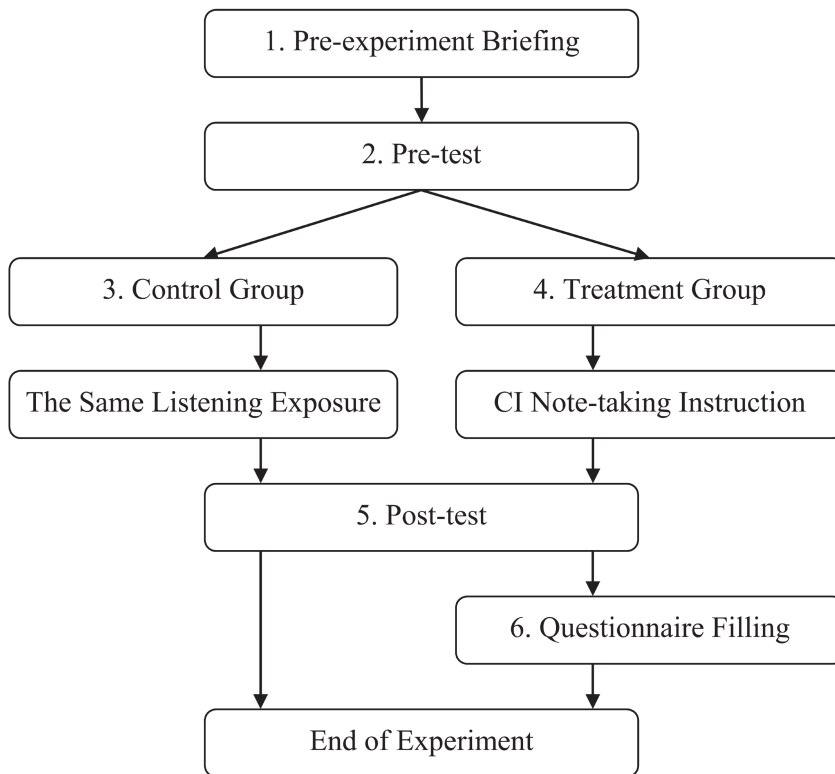 1. Pre-experiment Briefing
2. Pre-test
3. Control Group
4. Treatment Group
The Same Listening Exposure
CI Note-taking Instruction
5. Post-test
6. Questionnaire Filling
End of Experiment